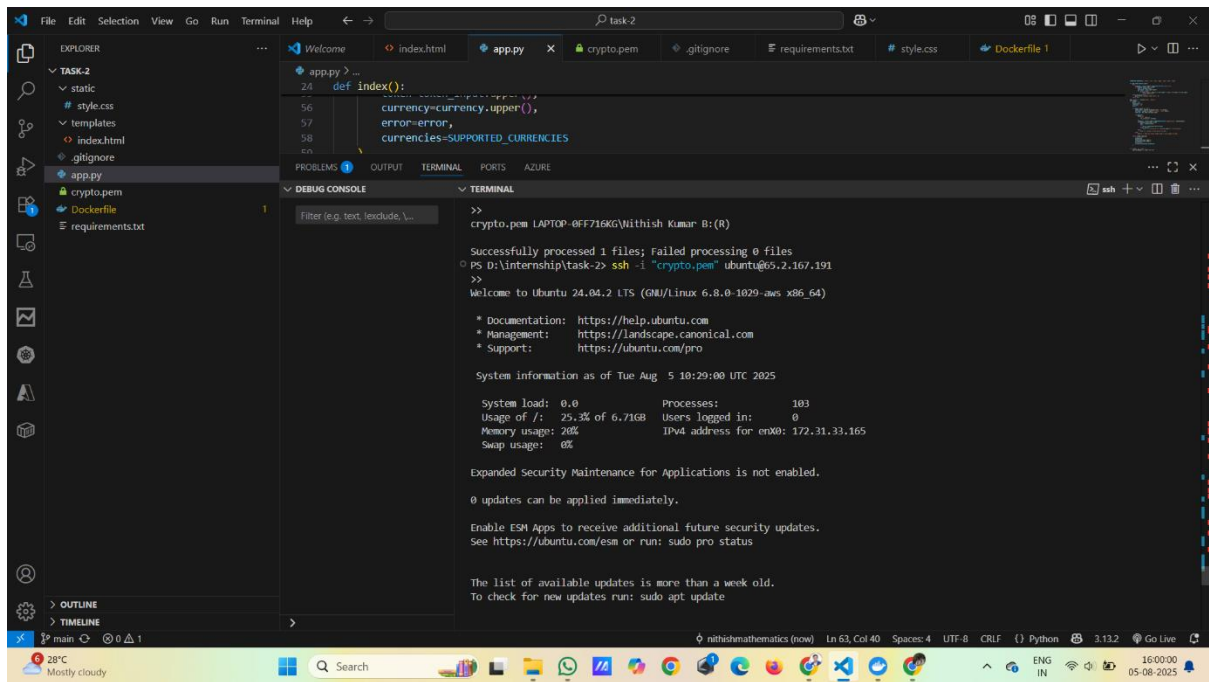 File Edit Selection View Go Run Terminal Help
task-2
EXPLORER
TASK-2
static
# style.css
templates
index.html
.gitignore
app.py
crypto.pem
Dockerfile 1
requirements.txt
OUTLINE
TIMELINE
Welcome index.html app.py crypto.pem .gitignore requirements.txt # style.css Dockerfile 1
app.py > ...
24 def index():
56 currency=currency.upper(),
57 error=error,
58 currencies=SUPPORTED_CURRENCIES
PROBLEMS 1 OUTPUT TERMINAL PORTS AZURE
DEBUG CONSOLE
Filter (e.g. text, !exclude, \...
TERMINAL
ssh
>>
crypto.pem LAPTOP-0FF716KG\Nithish Kumar B:(R)
Successfully processed 1 files; Failed processing 0 files
PS D:\internship\task-2> ssh -i "crypto.pem" ubuntu@65.2.167.191
>>
Welcome to Ubuntu 24.04.2 LTS (GNU/Linux 6.8.0-1029-aws x86_64)
* Documentation: https://help.ubuntu.com
* Management: https://landscape.canonical.com
* Support: https://ubuntu.com/pro
System information as of Tue Aug 5 10:29:00 UTC 2025
System load: 0.0 Processes: 103
Usage of /: 25.3% of 6.71GB Users logged in: 0
Memory usage: 20% IPv4 address for enX0: 172.31.33.165
Swap usage: 0%
Expanded Security Maintenance for Applications is not enabled.
0 updates can be applied immediately.
Enable ESM Apps to receive additional future security updates.
See https://ubuntu.com/esm or run: sudo pro status
The list of available updates is more than a week old.
To check for new updates run: sudo apt update
main 0 1
nithishmathematics (now) Ln 63, Col 40 Spaces: 4 UTF-8 CRLF {} Python 3.13.2 Go Live
6
28°C
Mostly cloudy
Search
ENG
IN
16:00:00
05-08-2025